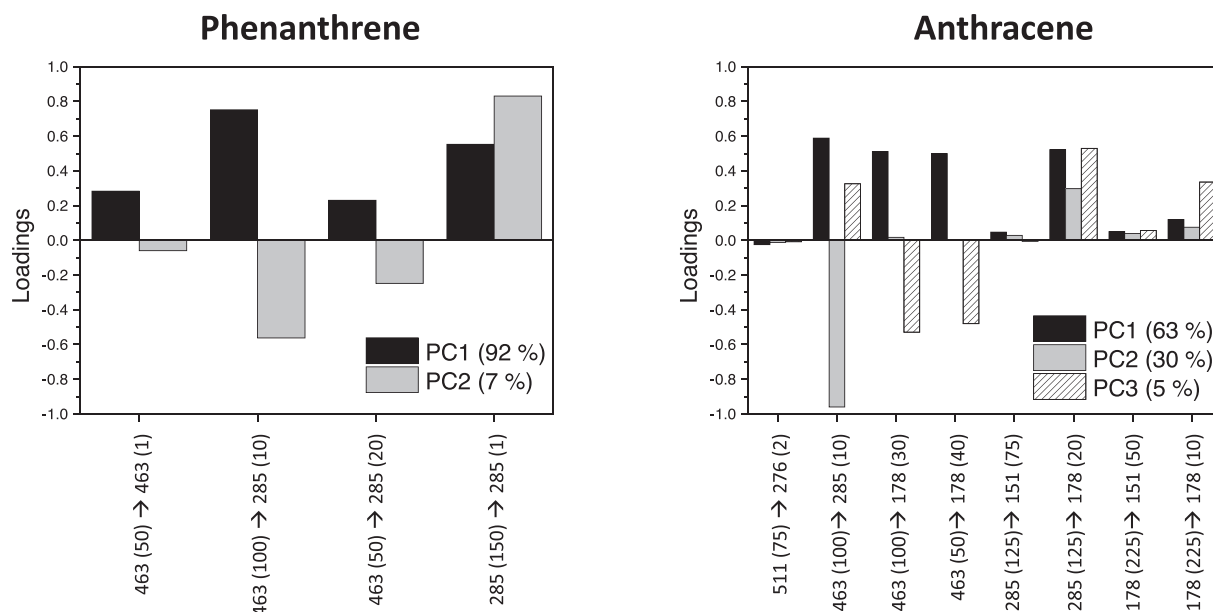 Phenanthrene
Loadings
1.0
0.8
0.6
0.4
0.2
0.0
-0.2
-0.4
-0.6
-0.8
-1.0
PC1 (92 %)
PC2 (7 %)
463 (50) → 463 (1)
463 (100) → 285 (10)
463 (50) → 285 (20)
285 (150) → 285 (1)
Anthracene
Loadings
1.0
0.8
0.6
0.4
0.2
0.0
-0.2
-0.4
-0.6
-0.8
-1.0
PC1 (63 %)
PC2 (30 %)
PC3 (5 %)
511 (75) → 276 (2)
463 (100)→ 285 (10)
463 (100)→ 178 (30)
463 (50)→ 178 (40)
285 (125)→ 151 (75)
285 (125)→ 178 (20)
178 (225)→ 151 (50)
178 (225)→ 178 (10)